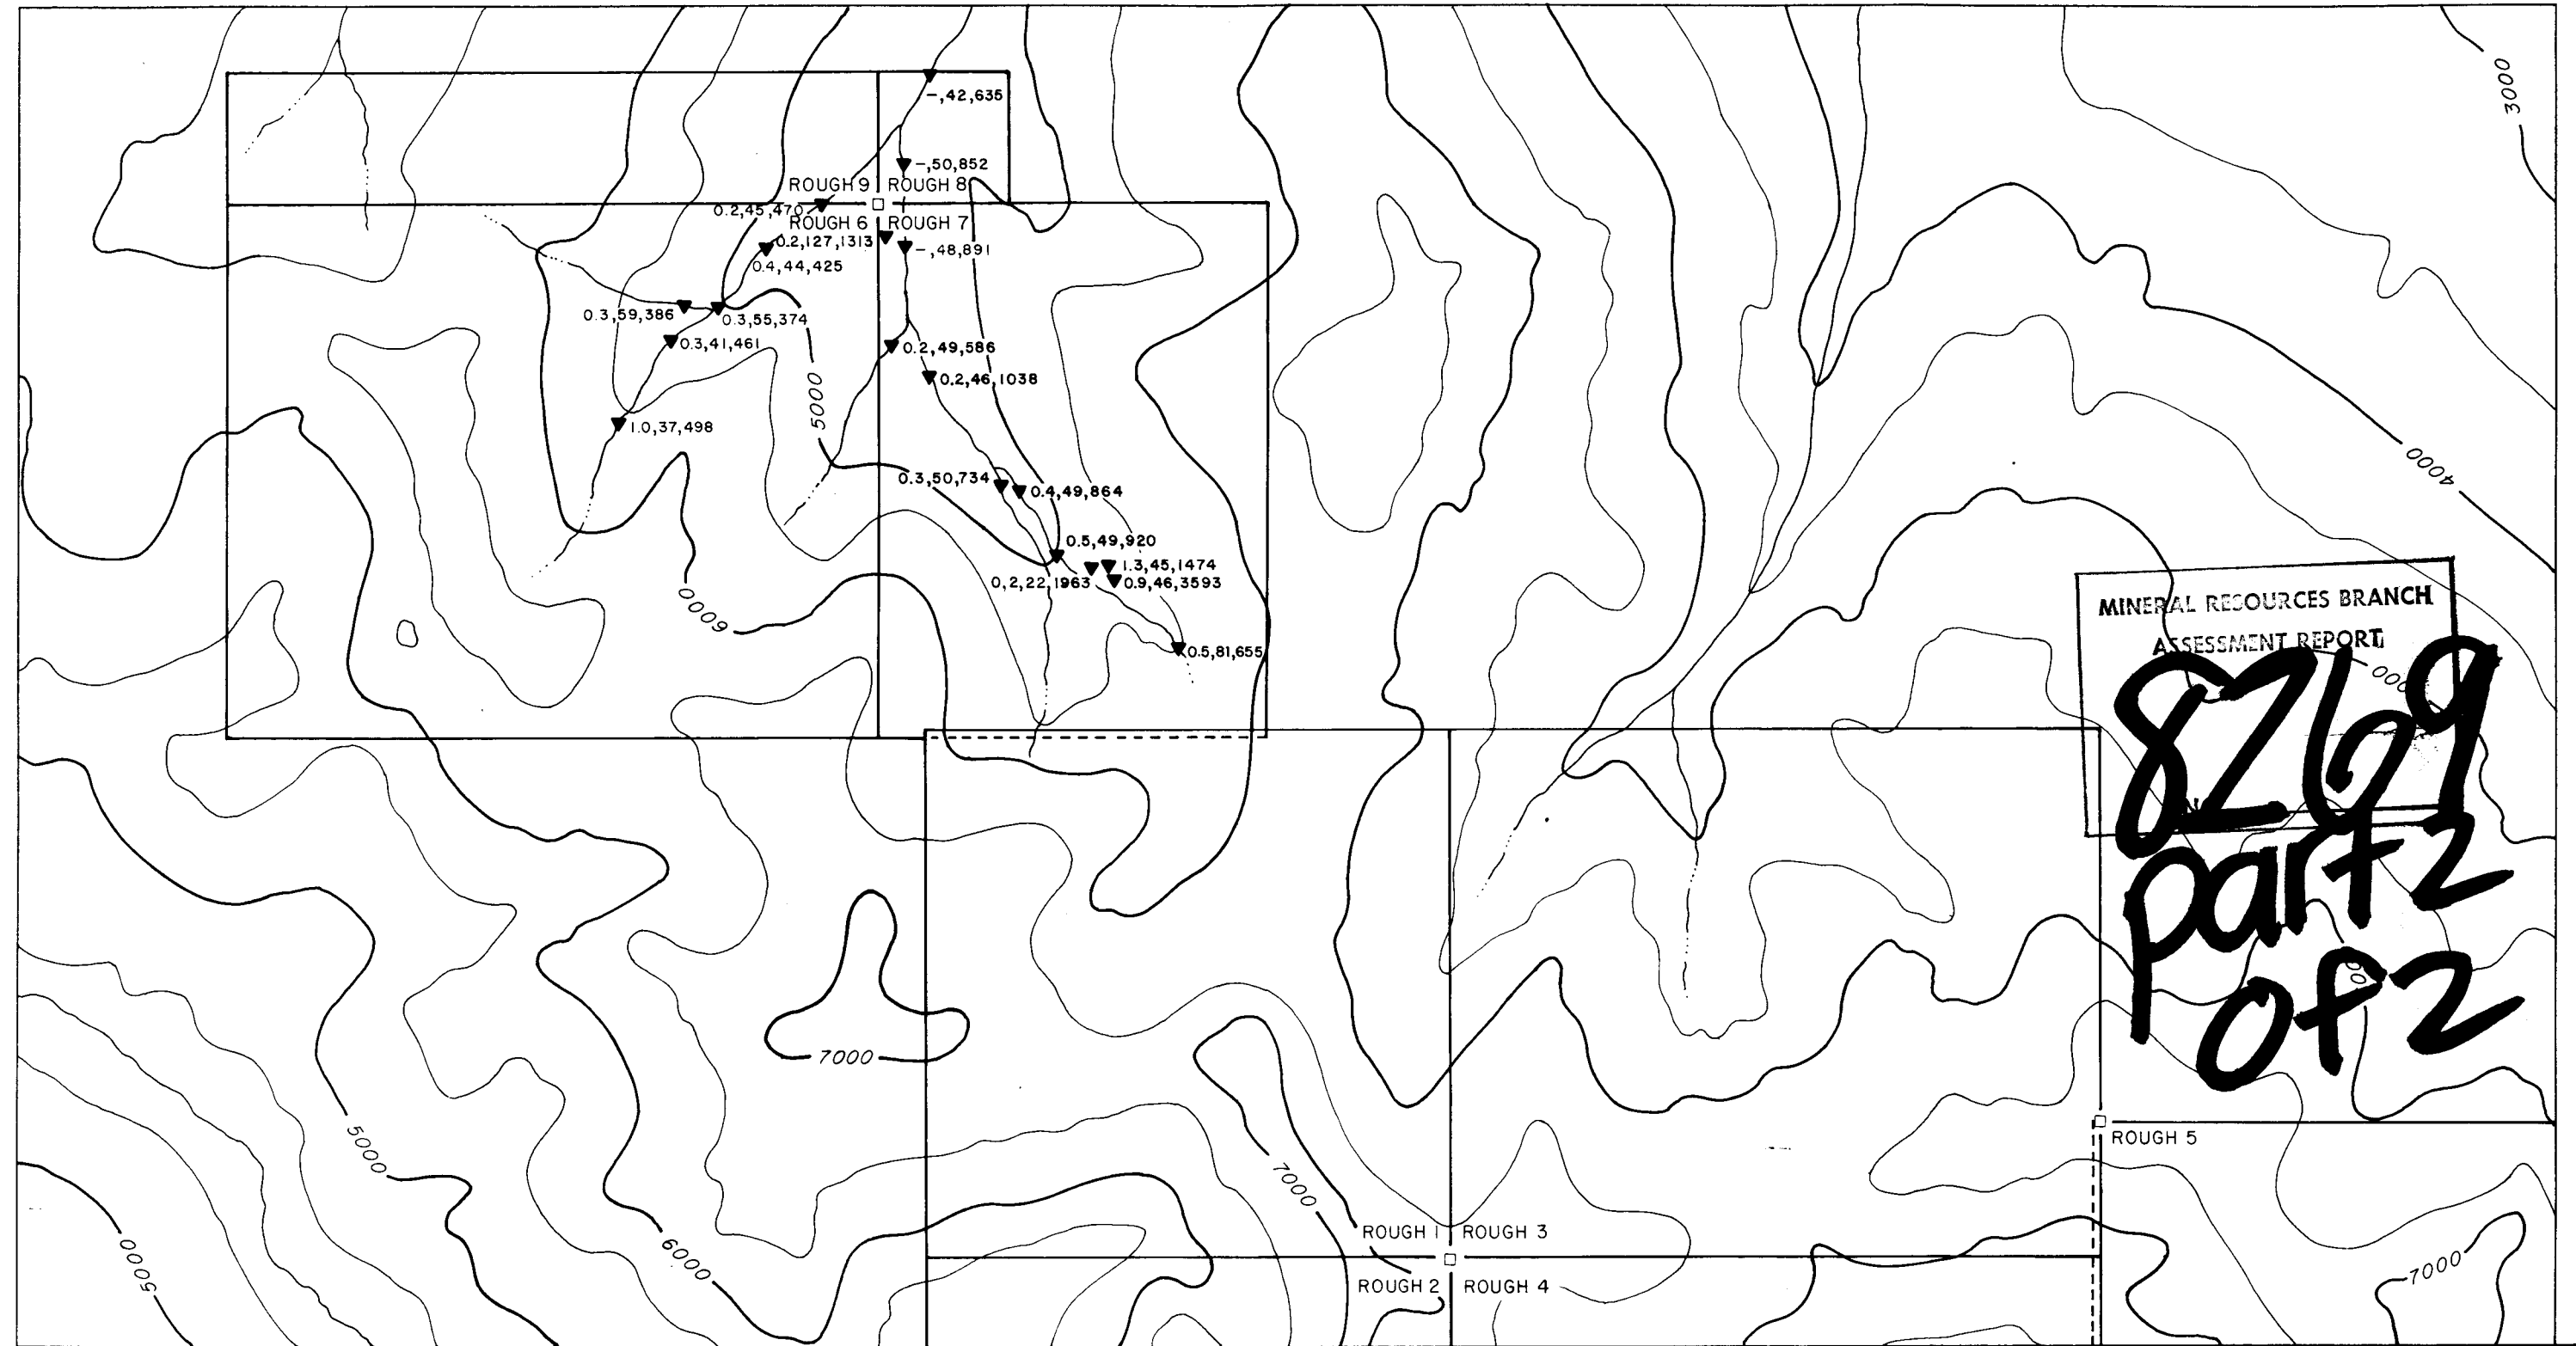 3000
-,42,635
-,50,852
ROUGH 9
ROUGH 8
0.2,45,470
ROUGH 6
ROUGH 7
0.2,127,1313
-,48,891
0.4,44,425
0.3,59,386
0.3,55,374
0.3,41,461
0.2,49,586
0.2,46,1038
5000
1.0,37,498
4000
0.3,50,734
0.4,49,864
0.5,49,920
1.3,45,1474
0,2,22,1963
0.9,46,3593
6000
0.5,81,655
MINERAL RESOURCES BRANCH
ASSESSMENT REPORT
8269
part 2
of 2
7000
5000
ROUGH 5
7000
ROUGH 1
ROUGH 3
5000
6000
ROUGH 2
ROUGH 4
7000